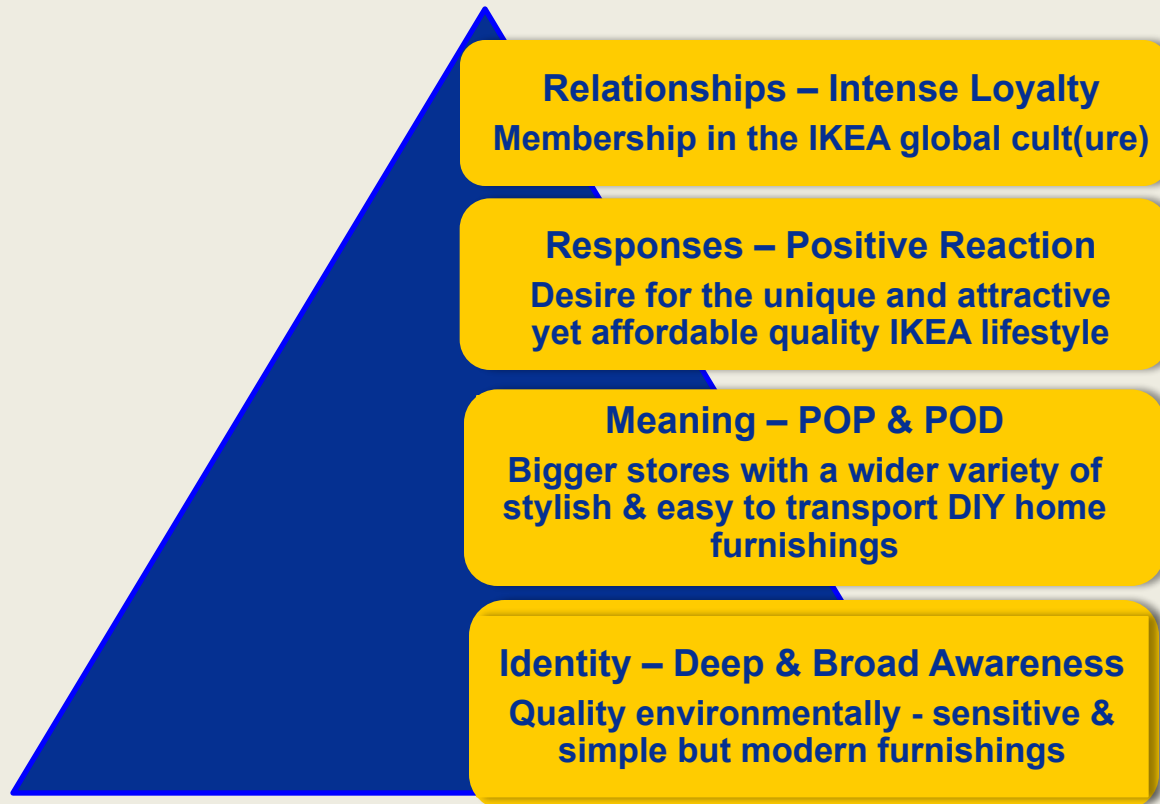 Relationships – Intense Loyalty
Membership in the IKEA global cult(ure)
Responses – Positive Reaction
Desire for the unique and attractive
yet affordable quality IKEA lifestyle
Meaning – POP & POD
Bigger stores with a wider variety of
stylish & easy to transport DIY home
furnishings
Identity – Deep & Broad Awareness
Quality environmentally - sensitive &
simple but modern furnishings